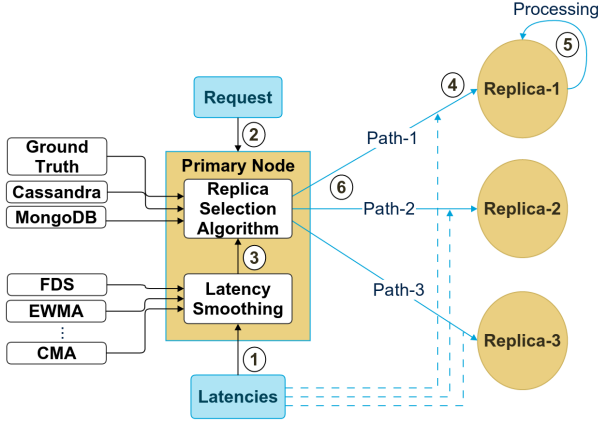 Processing
5
4
Replica-1
Request
2
Ground
Truth
Primary Node
Path-1
Cassandra
Replica
Selection
Algorithm
6
Path-2
Replica-2
MongoDB
3
FDS
Latency
Smoothing
Path-3
EWMA
⋮
CMA
Replica-3
1
Latencies